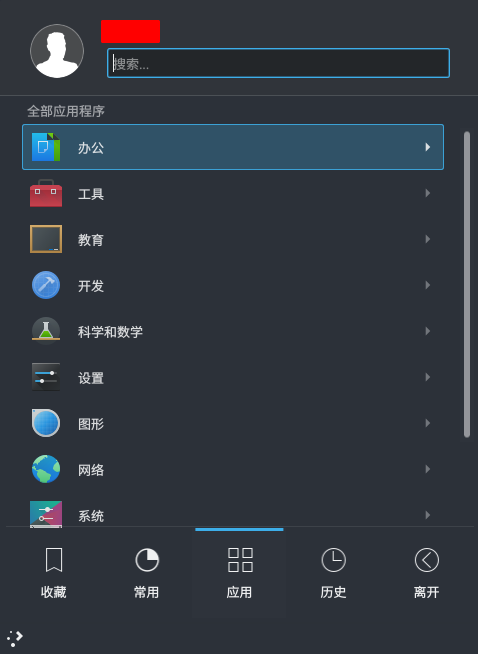 搜索...
全部应用程序
办公
工具
教育
开发
科学和数学
设置
图形
网络
系统
收藏
常用
应用
历史
离开